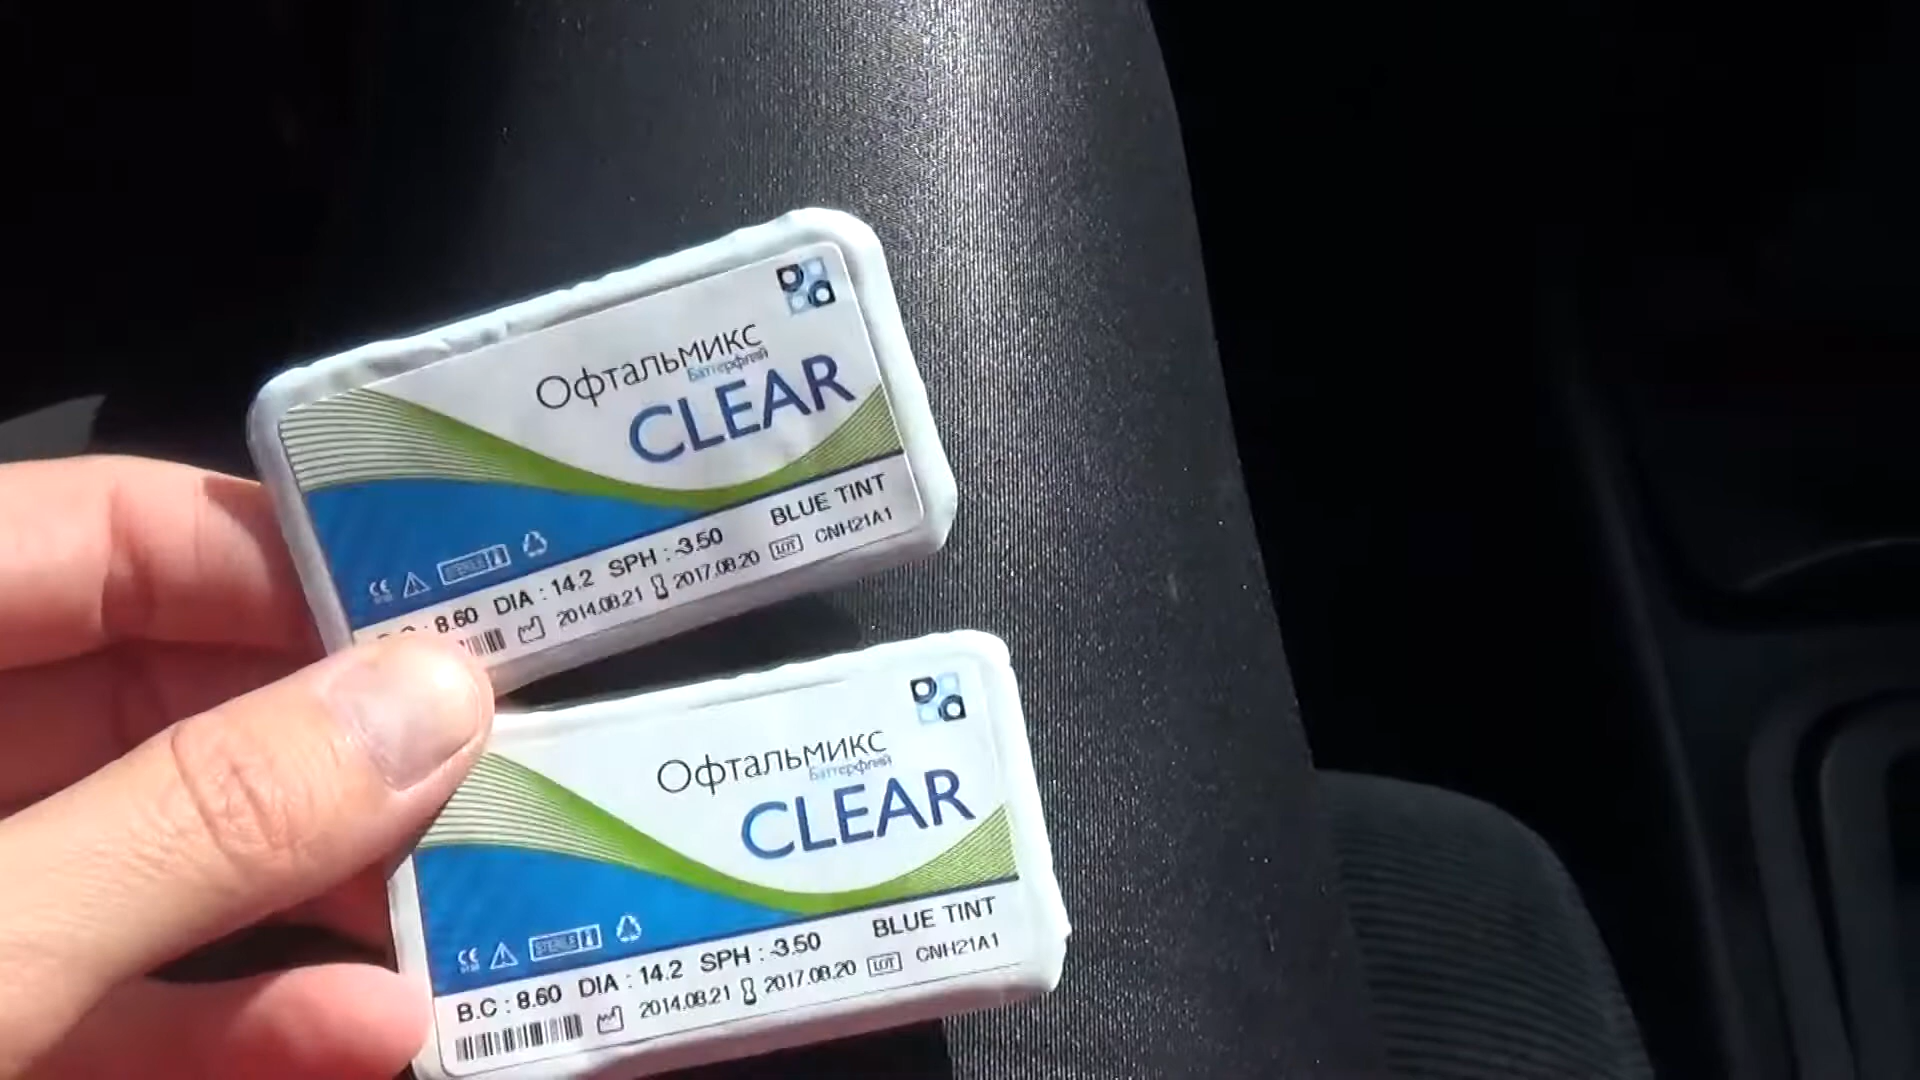 Офтальмикс
Баттерфляй
CLEAR
BLUE TINT
STERILE
: 8.60 DIA : 14.2 SPH : -3.50
2014.08.21 2017.08.20 LOT CNH21A1
Офтальмикс
Баттерфляй
CLEAR
BLUE TINT
STERILE
B.C : 8.60 DIA : 14.2 SPH : -3.50
2014.08.21 2017.08.20 LOT CNH21A1